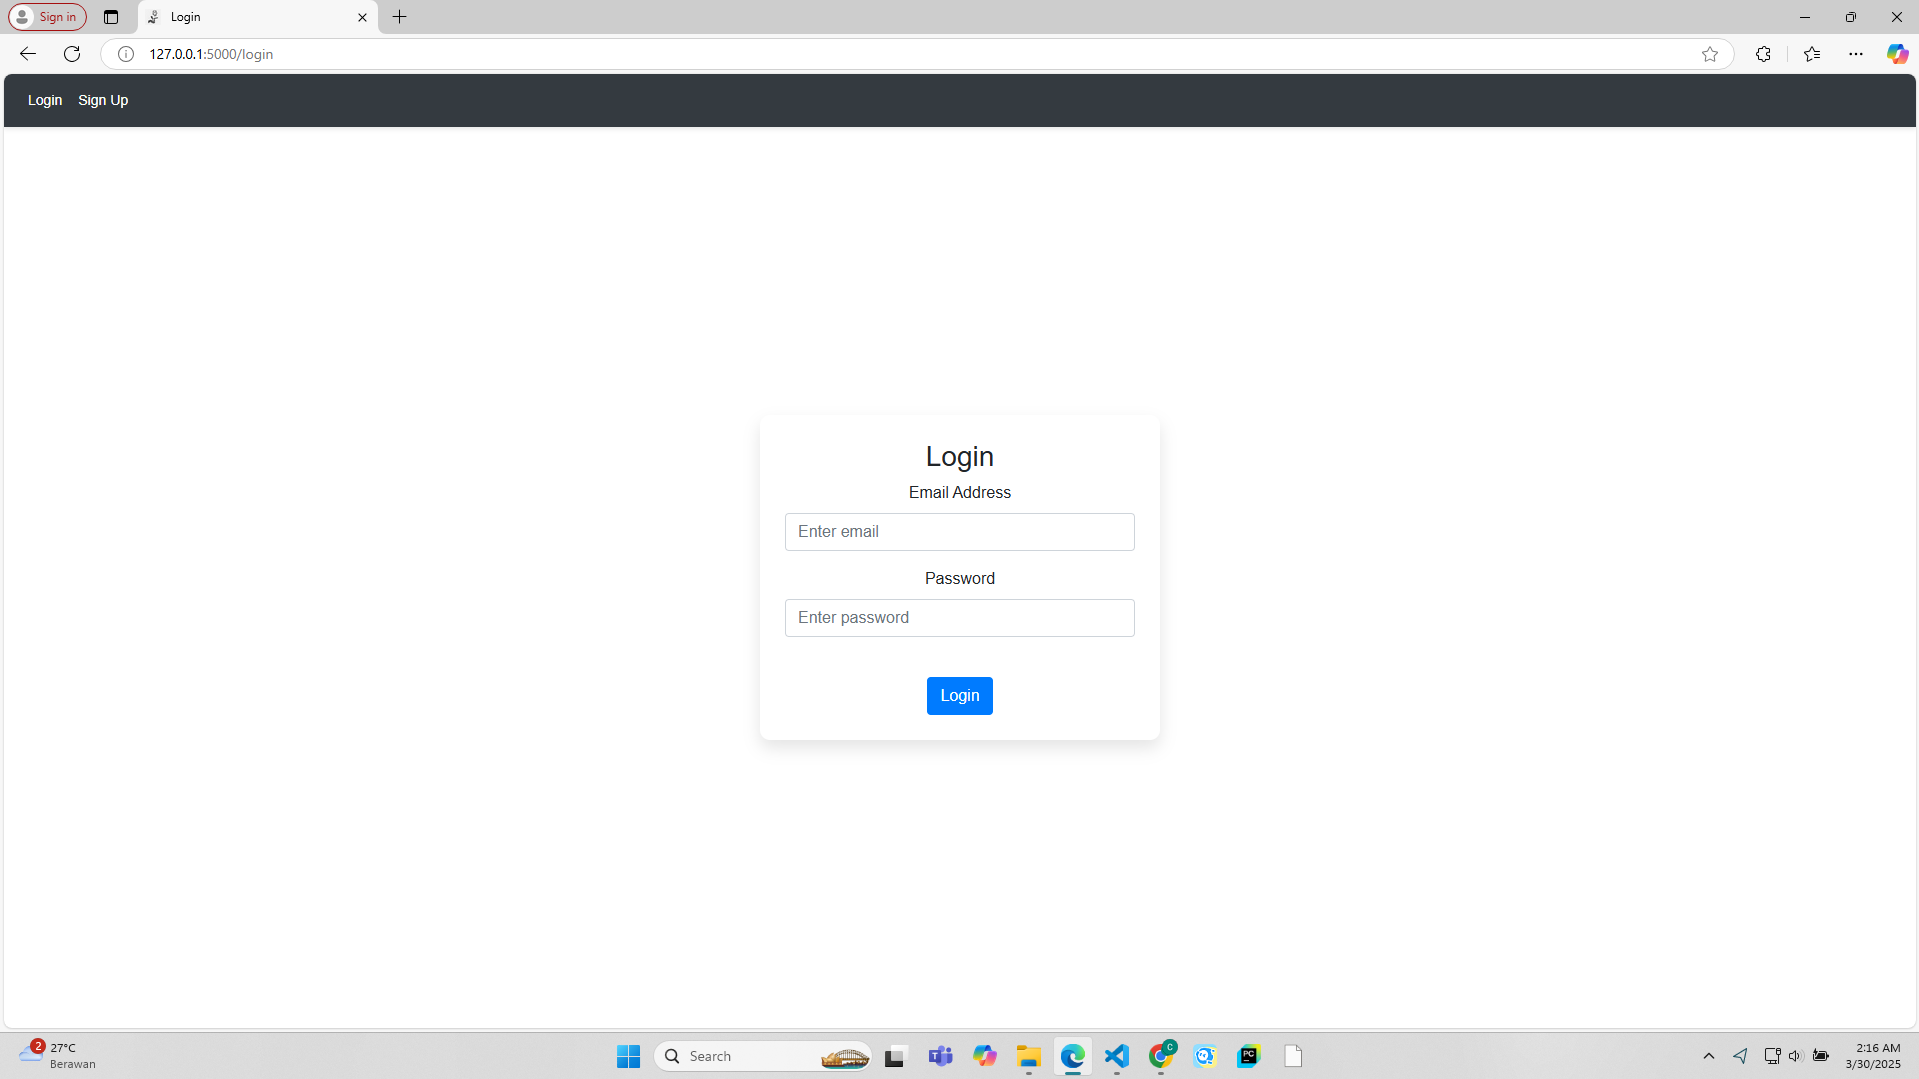 Sign in
Login
127.0.0.1:5000/login
Login Sign Up
Login
Email Address
Enter email
Password
Enter password
Login
2
27°C
Berawan
Search
T
C
PC
2:16 AM
3/30/2025